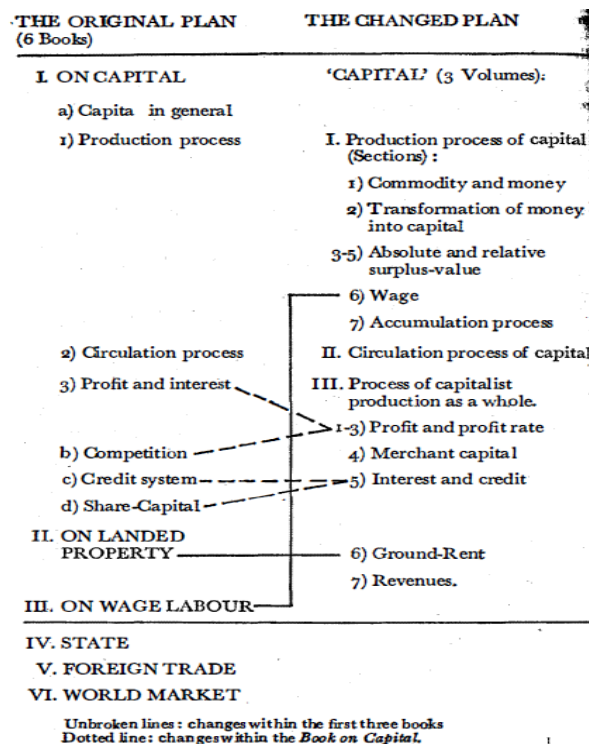 THE ORIGINAL PLAN
(6 Books)
THE CHANGED PLAN
I. ON CAPITAL
'CAPITAL' (3 Volumes):
a) Capita in general
1) Production process
I. Production process of capital
(Sections) :
1) Commodity and money
2) Transformation of money
into capital
3-5) Absolute and relative
surplus-value
6) Wage
7) Accumulation process
2) Circulation process
II. Circulation process of capital
3) Profit and interest
III. Process of capitalist
production as a whole.
1-3) Profit and profit rate
b) Competition
4) Merchant capital
c) Credit system
5) Interest and credit
d) Share-Capital
II. ON LANDED
PROPERTY
6) Ground-Rent
7) Revenues.
III. ON WAGE LABOUR
IV. STATE
V. FOREIGN TRADE
VI. WORLD MARKET
Unbroken lines : changes within the first three books
Dotted line : changes within the Book on Capital.